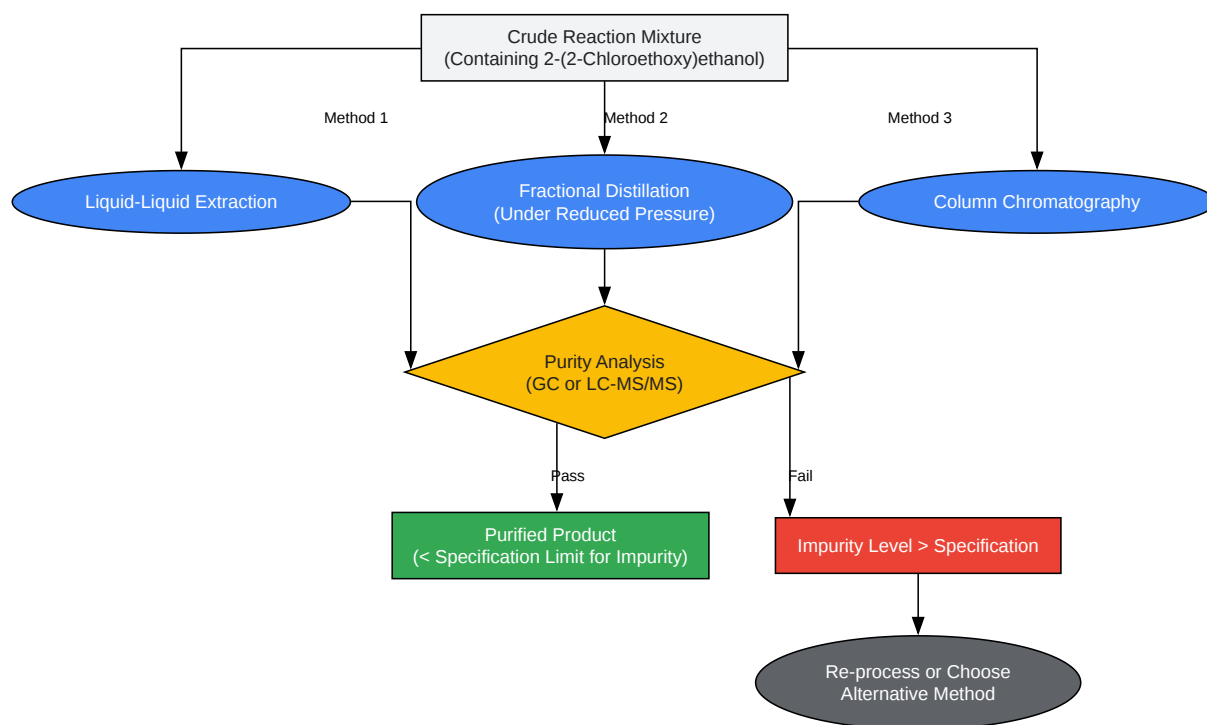 Crude Reaction Mixture
(Containing 2-(2-Chloroethoxy)ethanol)
Method 1
Method 2
Method 3
Liquid-Liquid Extraction
Fractional Distillation
(Under Reduced Pressure)
Column Chromatography
Purity Analysis
(GC or LC-MS/MS)
Pass
Fail
Purified Product
(< Specification Limit for Impurity)
Impurity Level > Specification
Re-process or Choose
Alternative Method